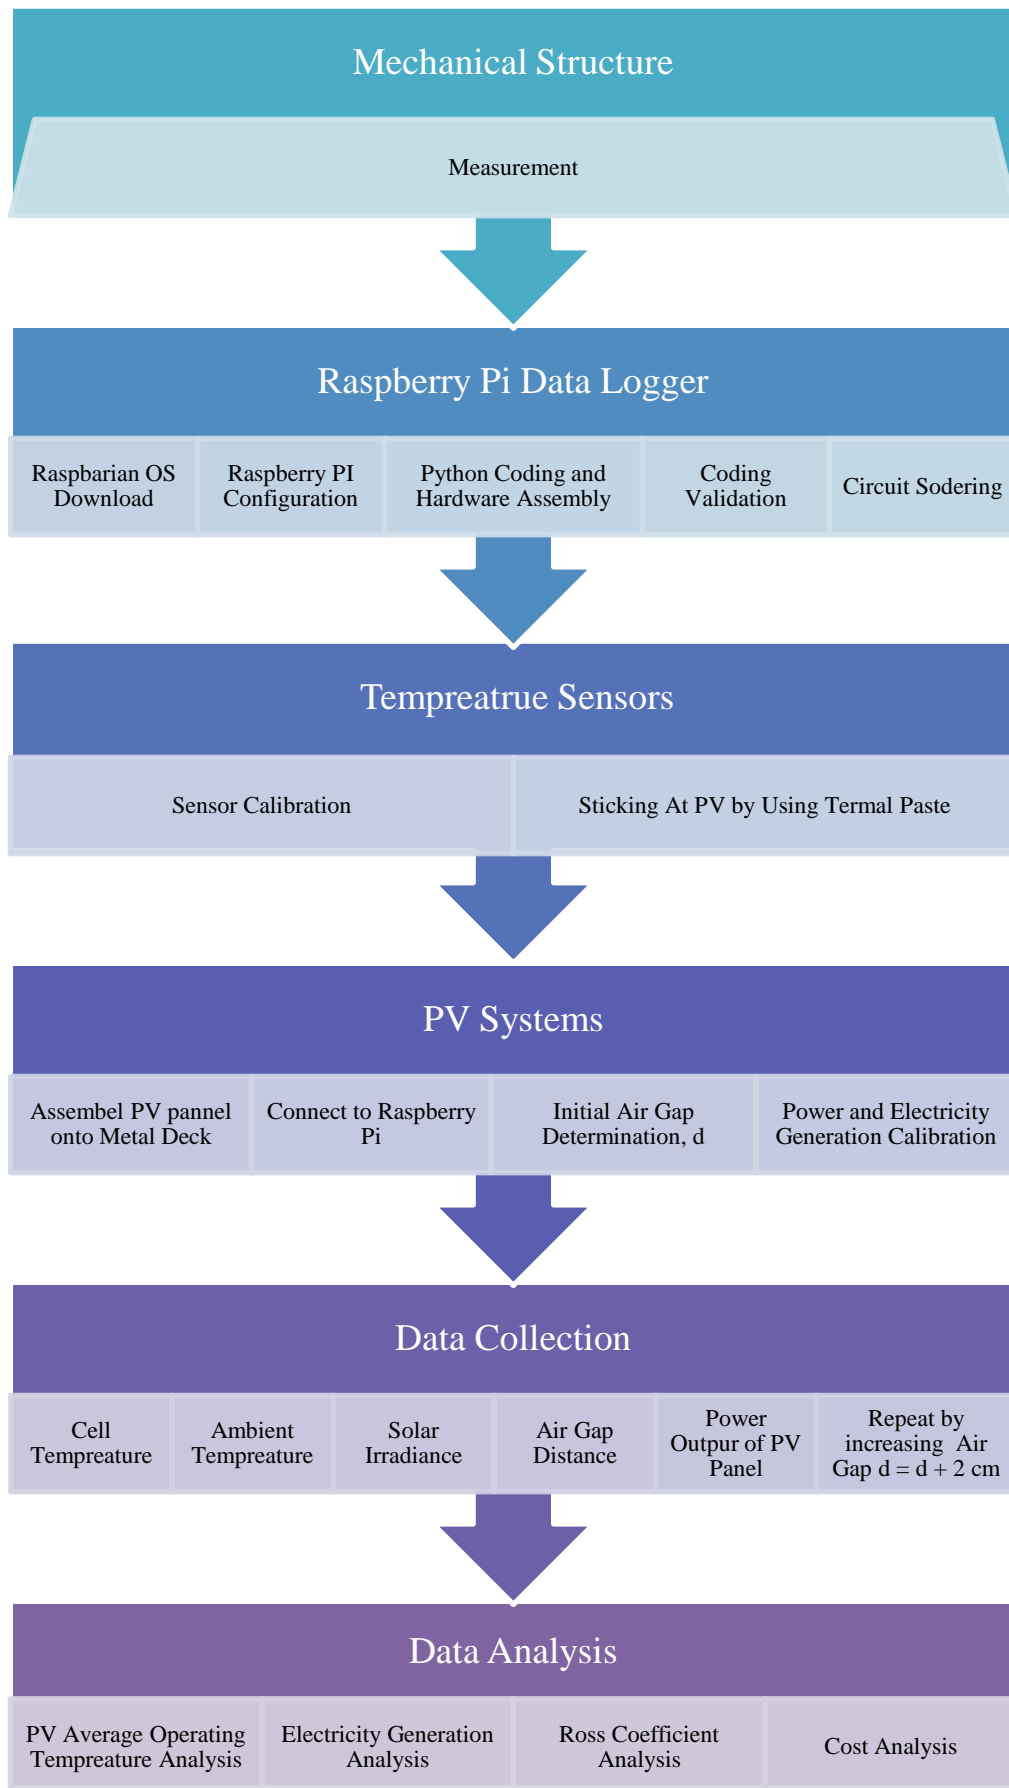 Mechanical Structure
Measurement
Raspberry Pi Data Logger
Raspbarian OS
Download
Raspberry PI
Configuration
Python Coding and
Hardware Assembly
Coding
Validation
Circuit Sodering
Tempreatrue Sensors
Sensor Calibration
Sticking At PV by Using Termal Paste
PV Systems
Assembel PV pannel
onto Metal Deck
Connect to Raspberry
Pi
Initial Air Gap
Determination, d
Power and Electricity
Generation Calibration
Data Collection
Cell
Tempreature
Ambient
Tempreature
Solar
Irradiance
Air Gap
Distance
Power
Outpur of PV
Panel
Repeat by
increasing Air
Gap d = d + 2 cm
Data Analysis
PV Average Operating
Tempreature Analysis
Electricity Generation
Analysis
Ross Coefficient
Analysis
Cost Analysis